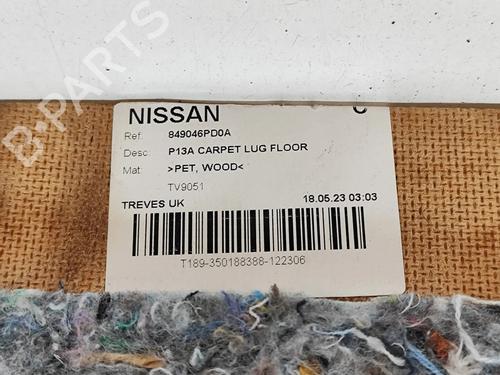 NISSAN C
Ref: 849046PD0A
Desc: P13A CARPET LUG FLOOR
Mat: >PET, WOOD<
TV9051
TREVES UK 18.05.23 03:03
T189-350188388-122306